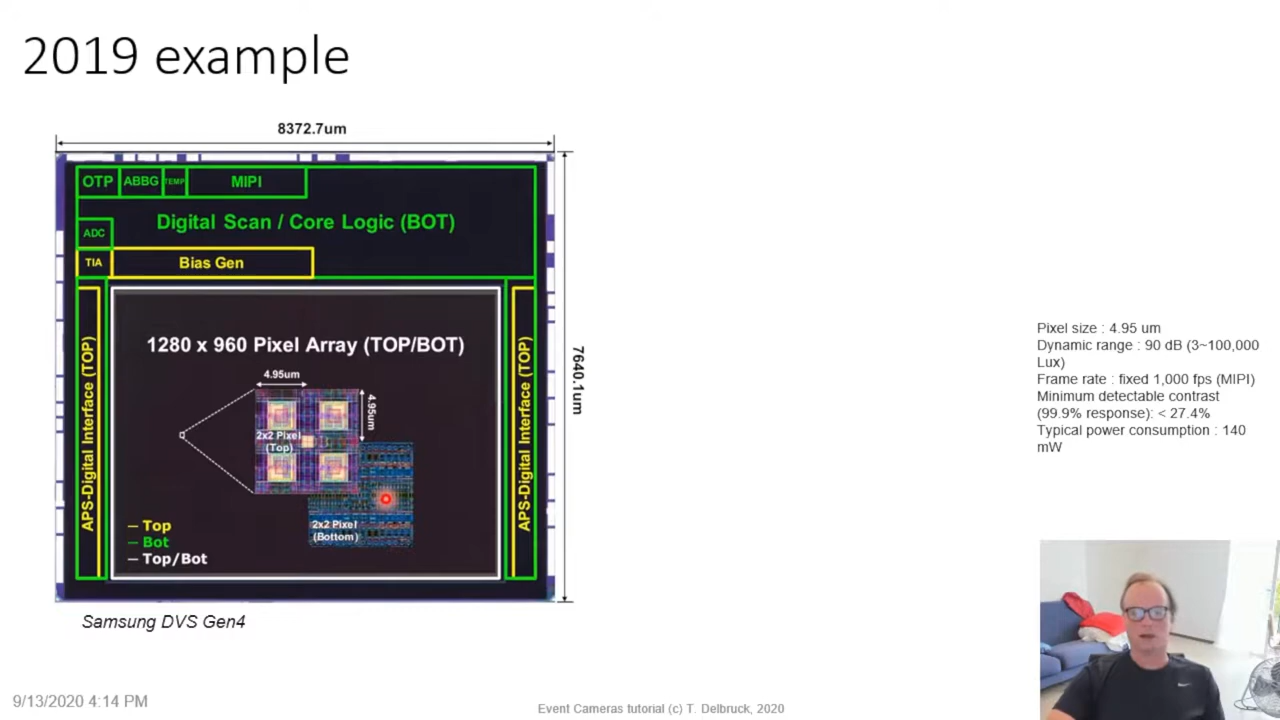 2019 example
8372.7um
OTP ABBG TEMP MIPI
Digital Scan / Core Logic (BOT)
ADC
TIA Bias Gen
APS-Digital Interface (TOP)
1280 x 960 Pixel Array (TOP/BOT)
4.95um
4.95um
2x2 Pixel
(Top)
2x2 Pixel
(Bottom)
Top
Bot
Top/Bot
APS-Digital Interface (TOP)
7640.1um
Samsung DVS Gen4
Pixel size : 4.95 um
Dynamic range : 90 dB (3~100,000
Lux)
Frame rate : fixed 1,000 fps (MIPI)
Minimum detectable contrast
(99.9% response): < 27.4%
Typical power consumption : 140
mW
9/13/2020 4:14 PM
Event Cameras tutorial (c) T. Delbruck, 2020